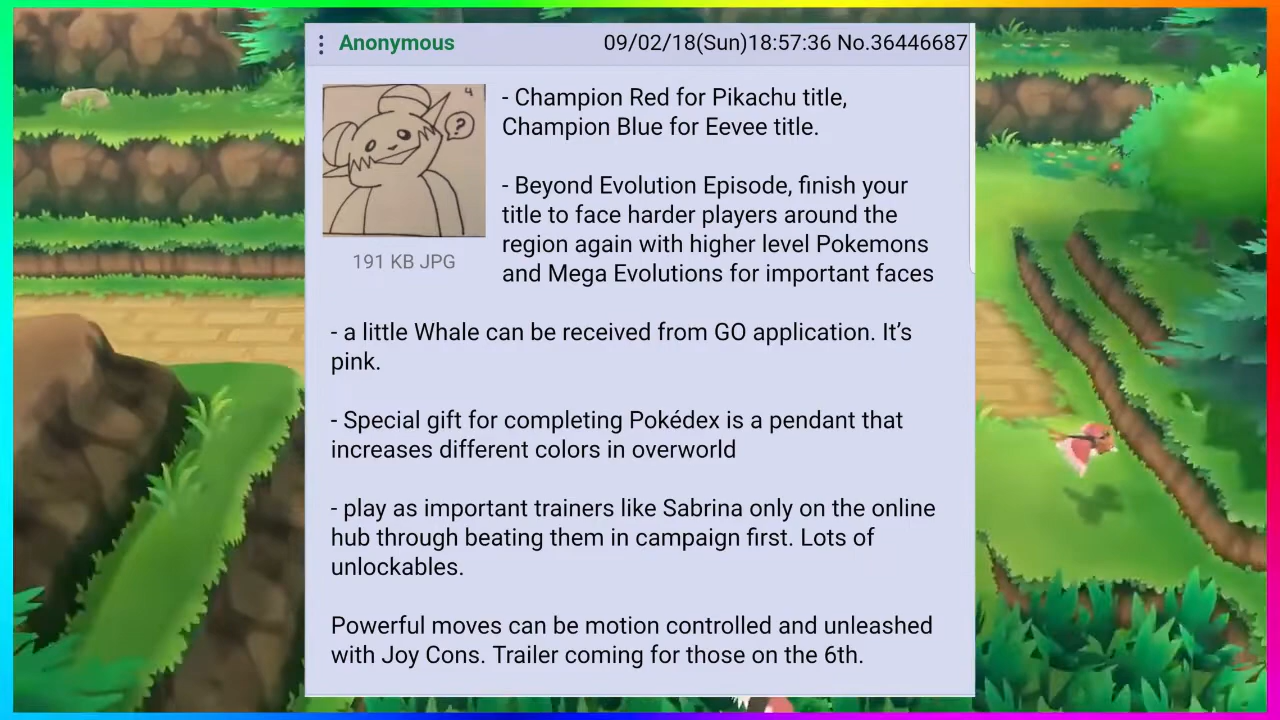 Anonymous 09/02/18(Sun)18:57:36 No.36446687
4
?
191 KB JPG
- Champion Red for Pikachu title,
Champion Blue for Eevee title.
- Beyond Evolution Episode, finish your
title to face harder players around the
region again with higher level Pokemons
and Mega Evolutions for important faces
- a little Whale can be received from GO application. It’s
pink.
- Special gift for completing Pokédex is a pendant that
increases different colors in overworld
- play as important trainers like Sabrina only on the online
hub through beating them in campaign first. Lots of
unlockables.
Powerful moves can be motion controlled and unleashed
with Joy Cons. Trailer coming for those on the 6th.